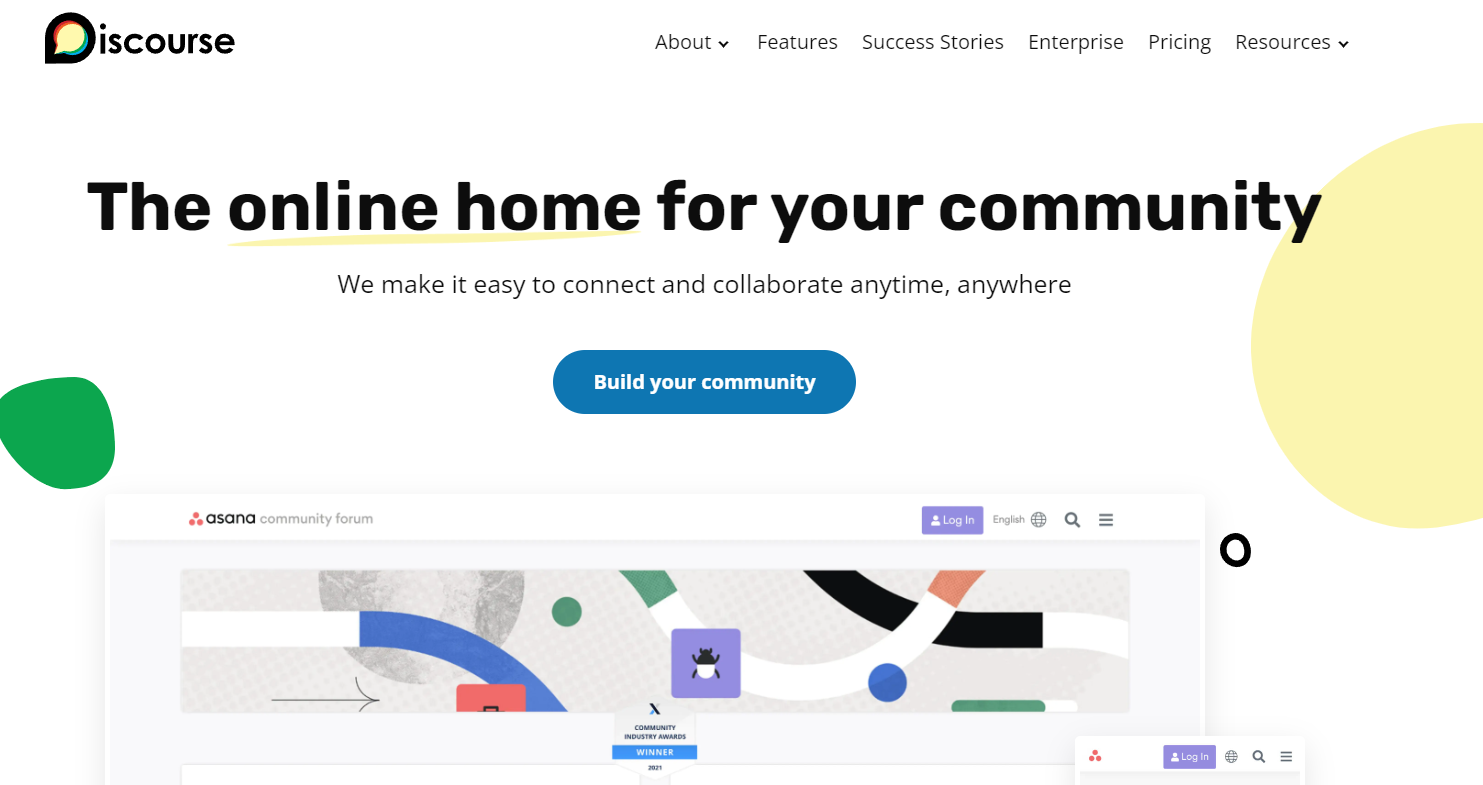 Discourse
About Features Success Stories Enterprise Pricing Resources
The online home for your community
We make it easy to connect and collaborate anytime, anywhere
Build your community
asana community forum
Log In English
COMMUNITY
INDUSTRY AWARDS
WINNER
2021
Log In